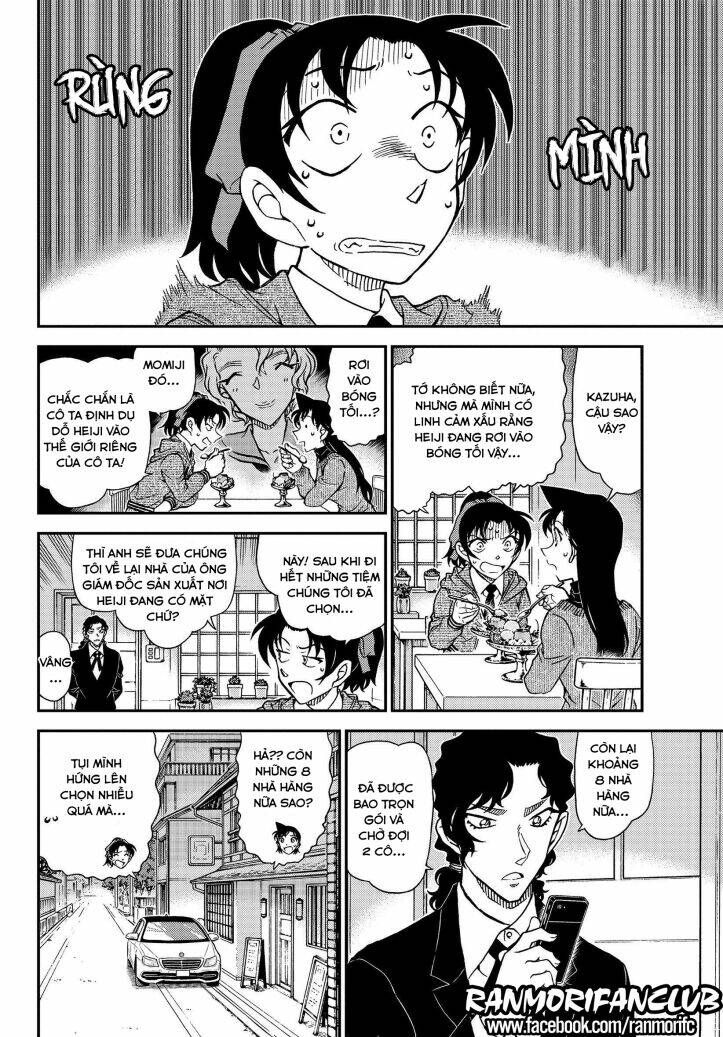 RÙNG
MÌNH
KAZUHA,
CẬU SAO
VẬY?
TỚ KHÔNG BIẾT NỮA,
NHƯNG MÀ MÌNH CÓ
LINH CẢM XẤU RẰNG
HEIJI ĐANG RƠI VÀO
BÓNG TỐI VẬY...
RƠI
VÀO
BÓNG
TỐI...?
MOMIJI
ĐÓ...
CHẮC CHẮN LÀ
CÔ TA ĐỊNH DỤ
DỖ HEIJI VÀO
THẾ GIỚI RIÊNG
CỦA CÔ TA!
NÀY! SAU KHI ĐI
HẾT NHỮNG TIỆM
CHÚNG TÔI ĐÃ
CHỌN...
THÌ ANH SẼ ĐƯA CHÚNG
TÔI VỀ LẠI NHÀ CỦA ÔNG
GIÁM ĐỐC SẢN XUẤT NƠI
HEIJI ĐANG CÓ MẶT
CHỨ?
VÂNG...
CÒN LẠI
KHOẢNG
8 NHÀ
HÀNG
NỮA...
ĐÃ ĐƯỢC
BAO TRỌN
GÓI VÀ
CHỜ ĐỢI
2 CÔ...
HẢ?? CÒN
NHỮNG 8
NHÀ HÀNG
NỮA SAO?
TỤI MÌNH
HỨNG LÊN
CHỌN NHIỀU
QUÁ MÀ...
RANMORIFANCLUB
www.facebook.com/ranmorifc